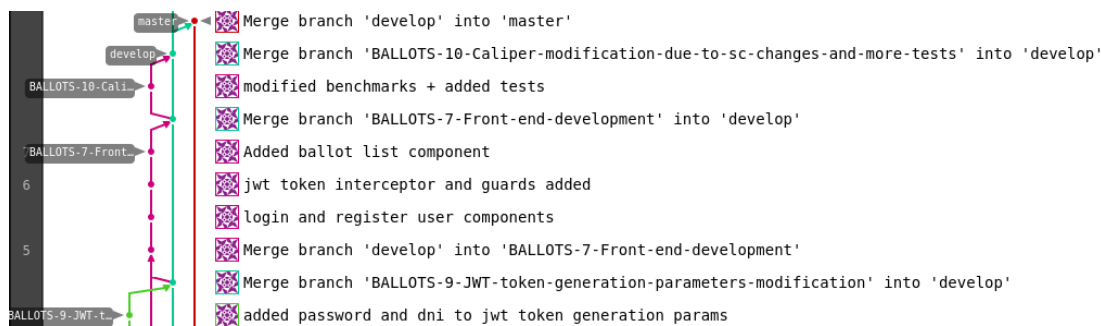 master Merge branch 'develop' into 'master'
develop Merge branch 'BALLOTS-10-Caliper-modification-due-to-sc-changes-and-more-tests' into 'develop'
BALLOTS-10-Cali… modified benchmarks + added tests
Merge branch 'BALLOTS-7-Front-end-development' into 'develop'
BALLOTS-7-Front… Added ballot list component
6 jwt token interceptor and guards added
login and register user components
5 Merge branch 'develop' into 'BALLOTS-7-Front-end-development'
Merge branch 'BALLOTS-9-JWT-token-generation-parameters-modification' into 'develop'
BALLOTS-9-JWT-t… added password and dni to jwt token generation params